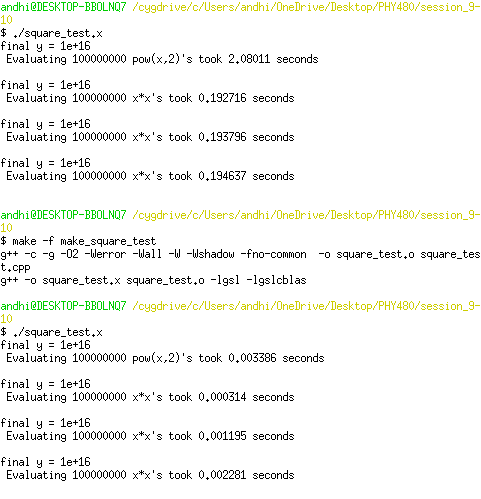 andhi@DESKTOP-BBOLNQ7 /cygdrive/c/Users/andhi/OneDrive/Desktop/PHY480/session_9-
10
$ ./square_test.x
final y = 1e+16
 Evaluating 100000000 pow(x,2)'s took 2.08011 seconds

final y = 1e+16
 Evaluating 100000000 x*x's took 0.192716 seconds

final y = 1e+16
 Evaluating 100000000 x*x's took 0.193796 seconds

final y = 1e+16
 Evaluating 100000000 x*x's took 0.194637 seconds

andhi@DESKTOP-BBOLNQ7 /cygdrive/c/Users/andhi/OneDrive/Desktop/PHY480/session_9-
10
$ make -f make_square_test
g++ -c -g -O2 -Werror -Wall -W -Wshadow -fno-common  -o square_test.o square_tes
t.cpp
g++ -o square_test.x square_test.o -lgsl -lgslcblas

andhi@DESKTOP-BBOLNQ7 /cygdrive/c/Users/andhi/OneDrive/Desktop/PHY480/session_9-
10
$ ./square_test.x
final y = 1e+16
 Evaluating 100000000 pow(x,2)'s took 0.003386 seconds

final y = 1e+16
 Evaluating 100000000 x*x's took 0.000314 seconds

final y = 1e+16
 Evaluating 100000000 x*x's took 0.001195 seconds

final y = 1e+16
 Evaluating 100000000 x*x's took 0.002281 seconds